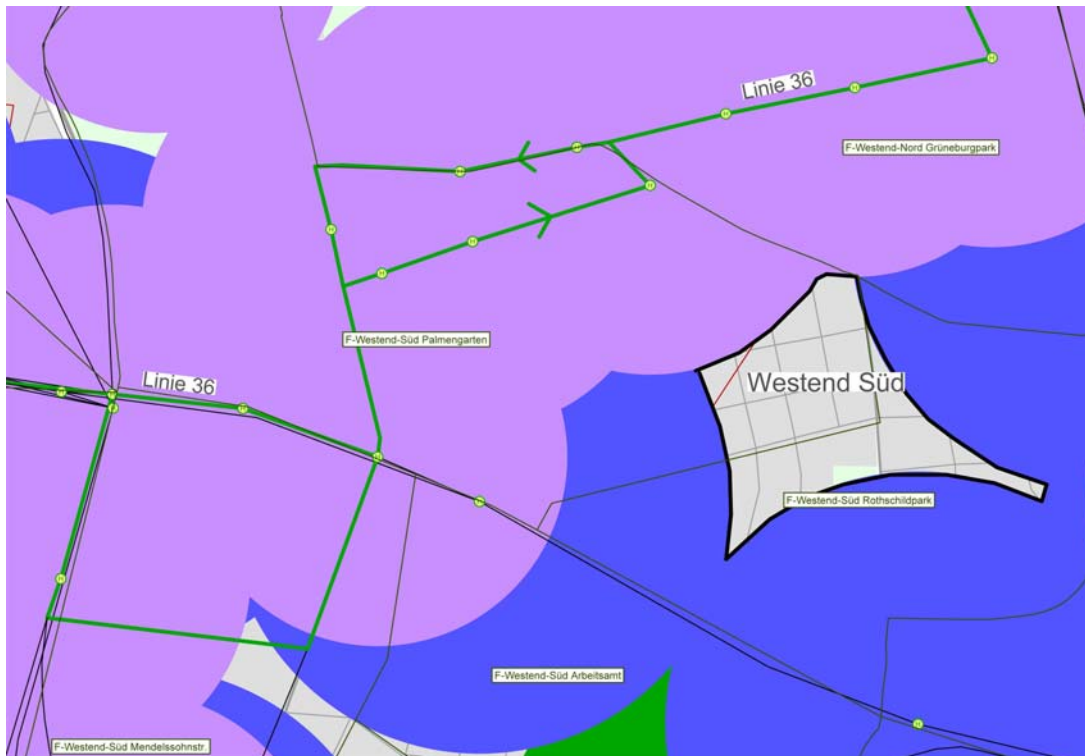 Linie 36
F-Westend-Nord Grüneburgpark
F-Westend-Süd Palmengarten
Linie 36
Westend Süd
F-Westend-Süd Rothschildpark
F-Westend-Süd Arbeitsamt
F-Westend-Süd Mendelssohnstr.